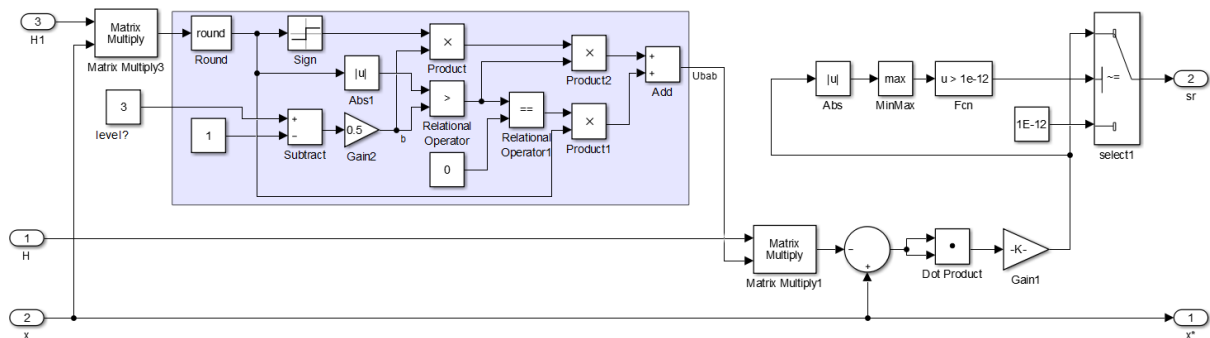 3
H1
Matrix
Multiply
Matrix Multiply3
round
Round
Sign
|u|
Abs1
×
Product
×
Product2
+
+
Add
Ubab
3
level?
1
+
−
Subtract
0.5
Gain2
b
>
Relational
Operator
0
==
Relational
Operator1
×
Product1
|u|
Abs
max
MinMax
u > 1e-12
Fcn
~=
1E-12
select1
2
sr
1
H
Matrix
Multiply
Matrix Multiply1
−
+
Dot Product
-K-
Gain1
2
x
1
x*